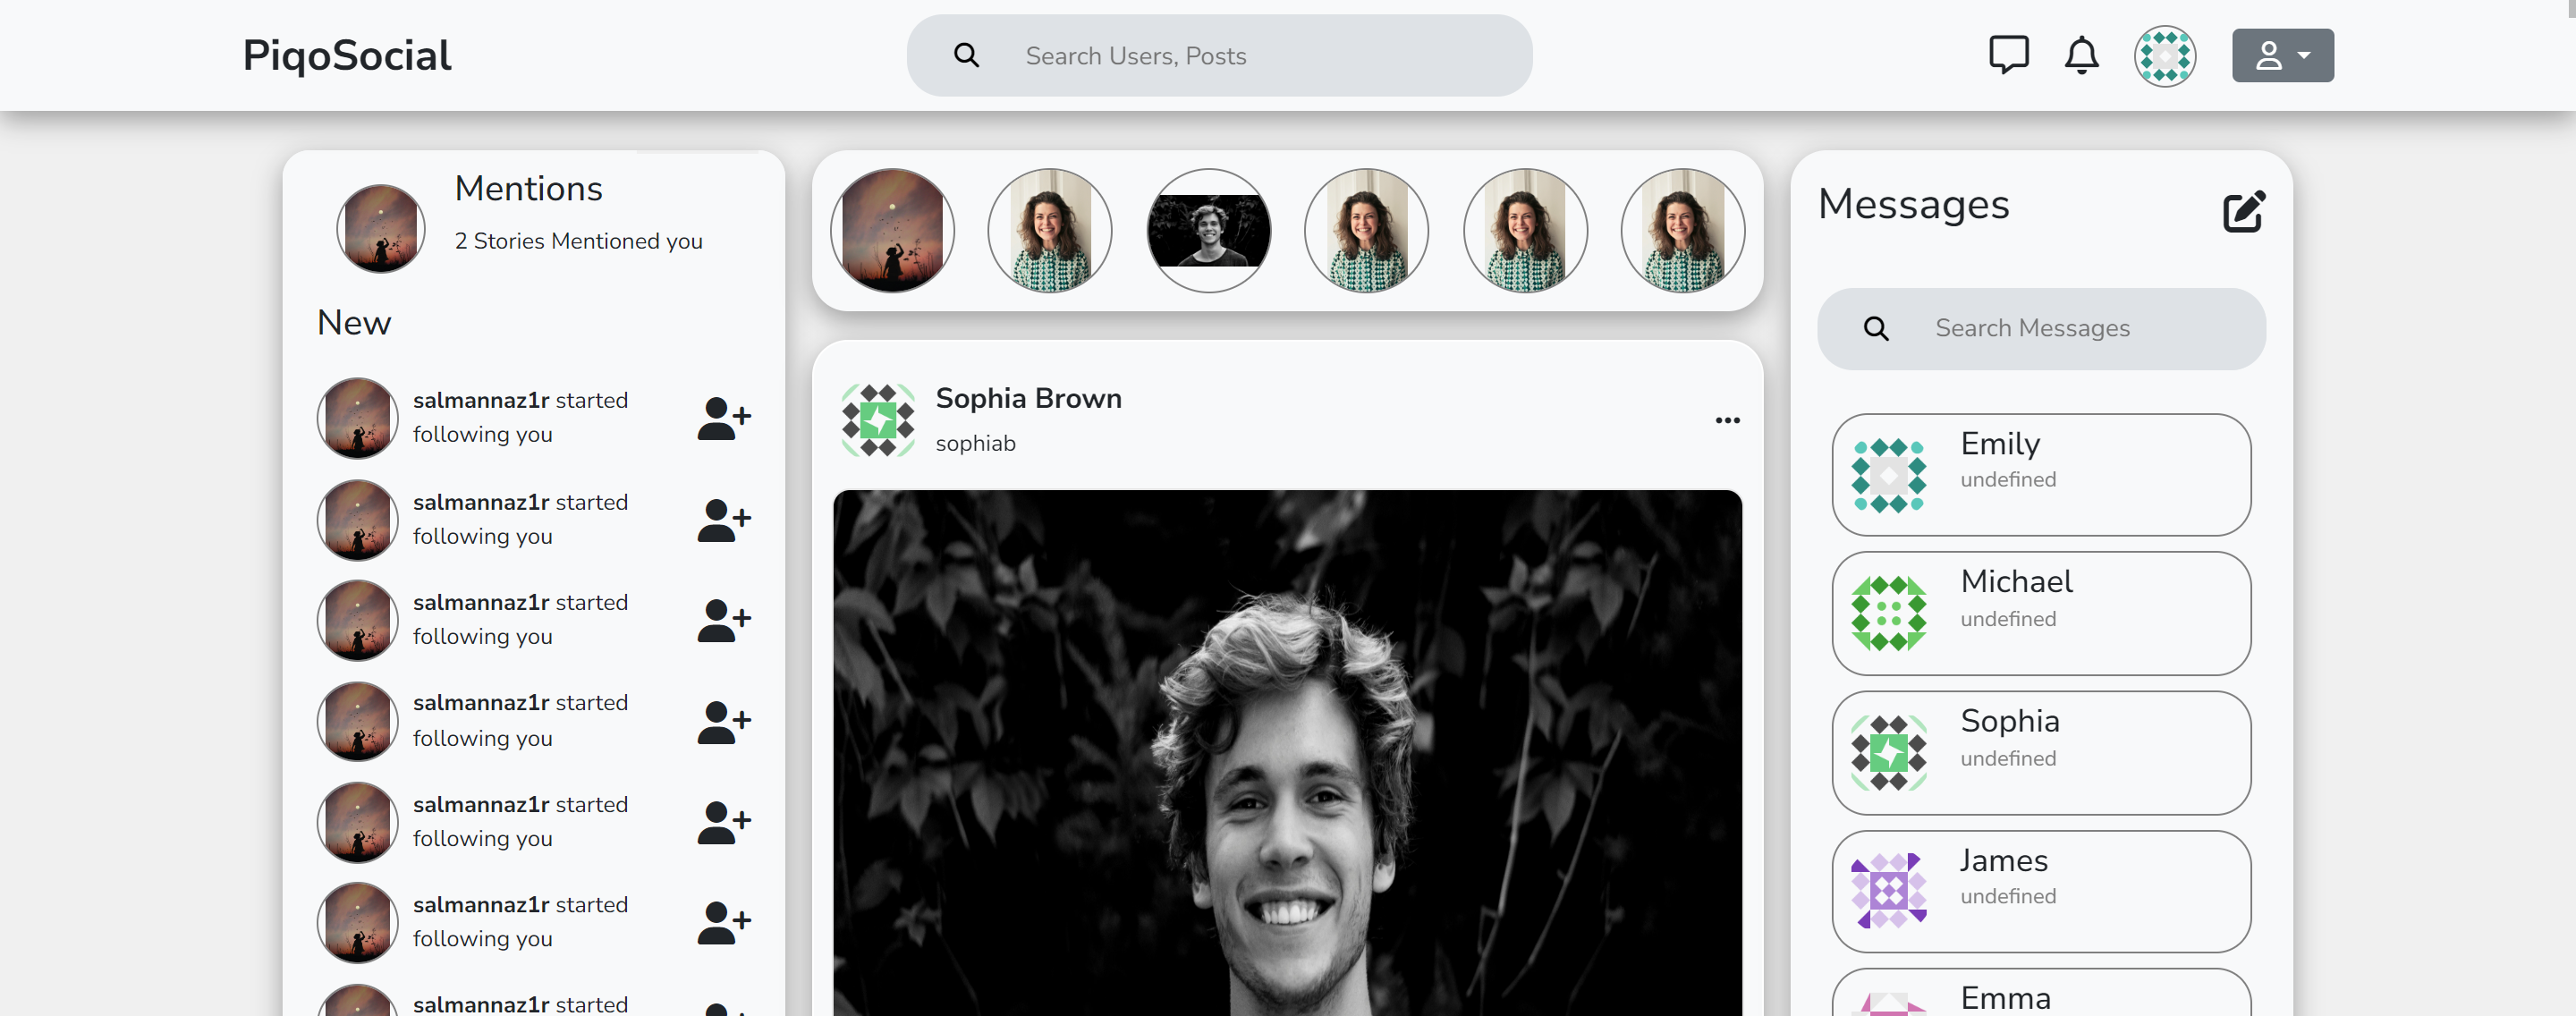 PiqoSocial
Search Users, Posts
Mentions
2 Stories Mentioned you
New
salmannaz1r started
following you
salmannaz1r started
following you
salmannaz1r started
following you
salmannaz1r started
following you
salmannaz1r started
following you
salmannaz1r started
following you
salmannaz1r started
Sophia Brown
sophiab
Messages
Search Messages
Emily
undefined
Michael
undefined
Sophia
undefined
James
undefined
Emma